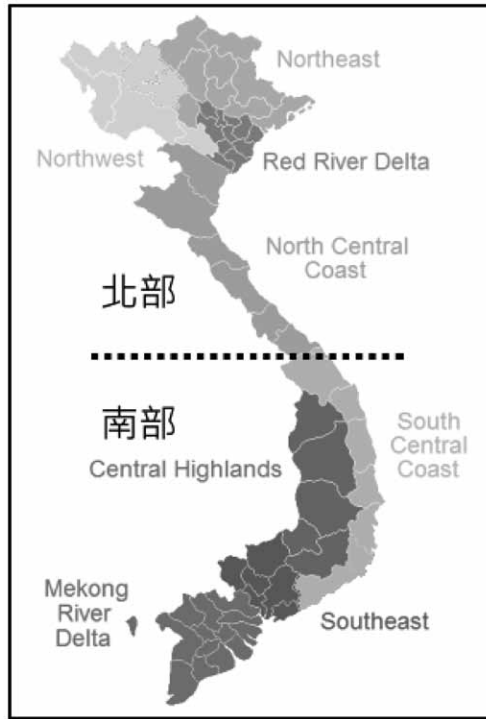 Northeast
Northwest
Red River Delta
North Central
Coast
北部
南部
South
Central
Coast
Central Highlands
Mekong
River
Delta
Southeast